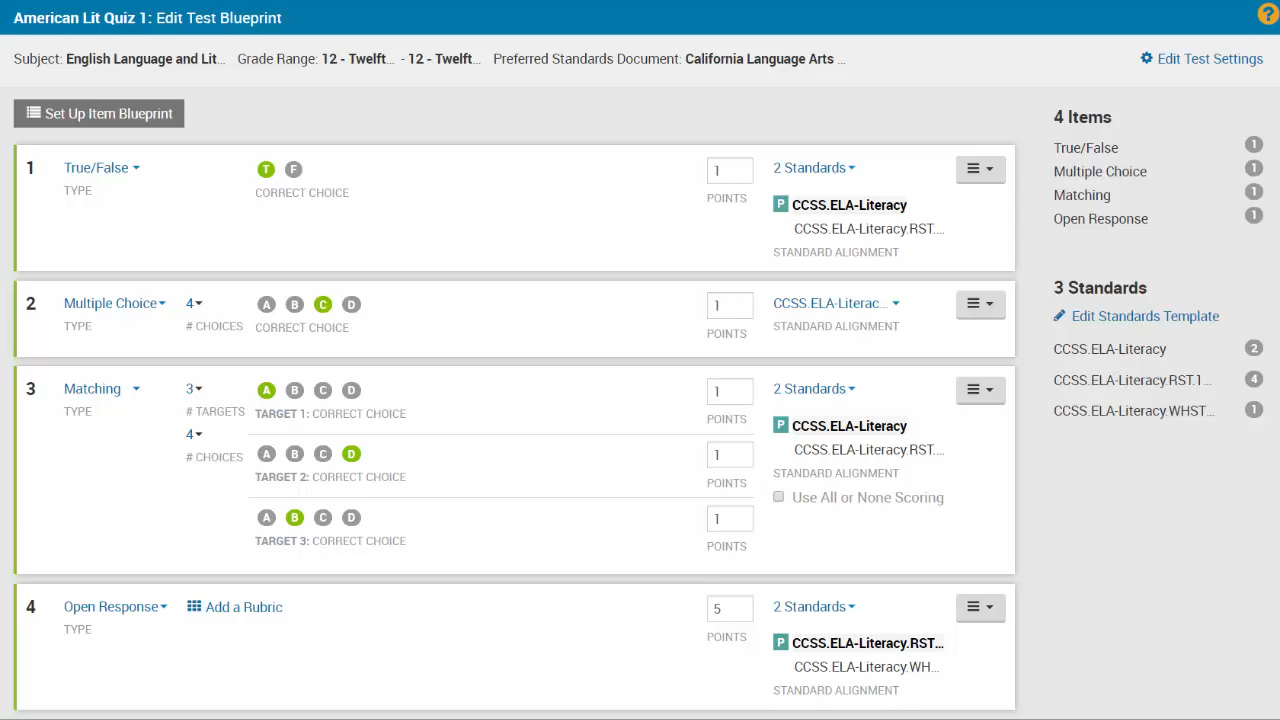 American Lit Quiz 1: Edit Test Blueprint
?
Subject: English Language and Lit... Grade Range: 12 - Twelft... - 12 - Twelft... Preferred Standards Document: California Language Arts ...
Edit Test Settings
Set Up Item Blueprint
1
True/False
TYPE
T F
CORRECT CHOICE
1
POINTS
2 Standards
P CCSS.ELA-Literacy
CCSS.ELA-Literacy.RST....
STANDARD ALIGNMENT
2
Multiple Choice
TYPE
4
# CHOICES
A B C D
CORRECT CHOICE
1
POINTS
CCSS.ELA-Literac...
STANDARD ALIGNMENT
3
Matching
TYPE
3
# TARGETS
4
# CHOICES
A B C D
TARGET 1: CORRECT CHOICE
1
POINTS
A B C D
TARGET 2: CORRECT CHOICE
1
POINTS
A B C D
TARGET 3: CORRECT CHOICE
1
POINTS
2 Standards
P CCSS.ELA-Literacy
CCSS.ELA-Literacy.RST....
STANDARD ALIGNMENT
Use All or None Scoring
4
Open Response
TYPE
Add a Rubric
5
POINTS
2 Standards
P CCSS.ELA-Literacy.RST...
CCSS.ELA-Literacy.WH...
STANDARD ALIGNMENT
4 Items
True/False 1
Multiple Choice 1
Matching 1
Open Response 1
3 Standards
Edit Standards Template
CCSS.ELA-Literacy 2
CCSS.ELA-Literacy.RST.1... 4
CCSS.ELA-Literacy.WHST... 1